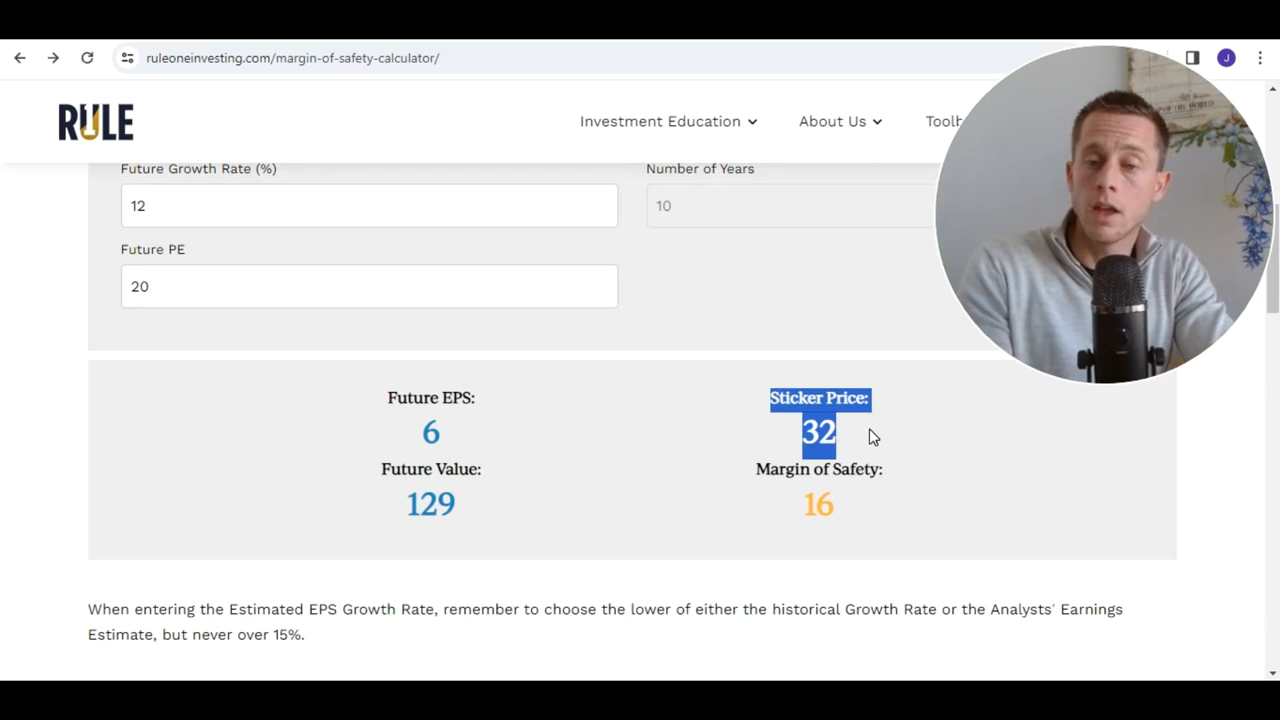 ruleoneinvesting.com/margin-of-safety-calculator/
J
RULE
Investment Education
About Us
Future Growth Rate (%)
Number of Years
12
10
Future PE
20
Future EPS:
Sticker Price:
6
32
Future Value:
Margin of Safety:
129
16
When entering the Estimated EPS Growth Rate, remember to choose the lower of either the historical Growth Rate or the Analysts' Earnings
Estimate, but never over 15%.